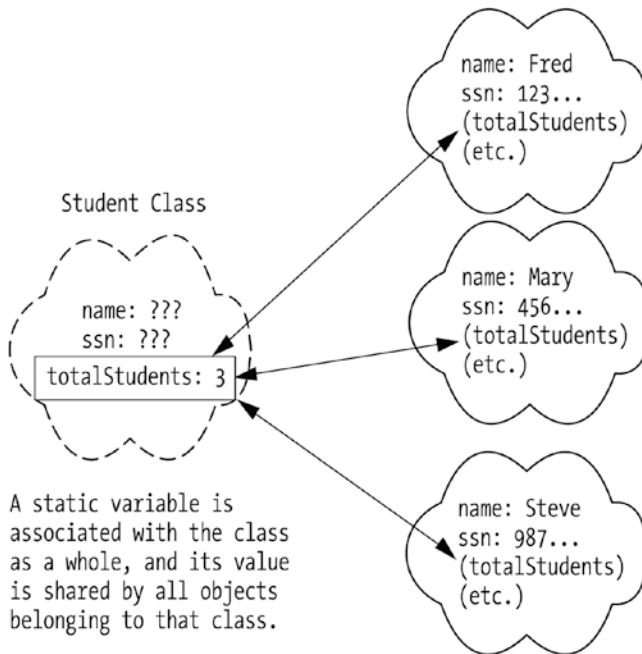 name: Fred
ssn: 123...
(totalStudents)
(etc.)
Student Class
name: ???
ssn: ???
totalStudents: 3
name: Mary
ssn: 456...
(totalStudents)
(etc.)
A static variable is
associated with the class
as a whole, and its value
is shared by all objects
belonging to that class.
name: Steve
ssn: 987...
(totalStudents)
(etc.)